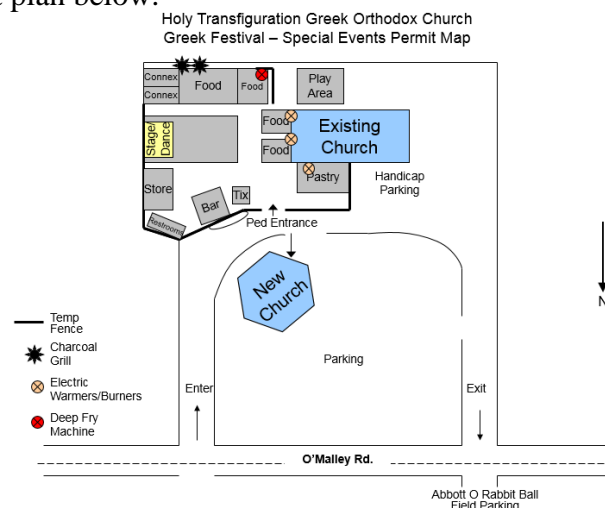 plan below.
Holy Transfiguration Greek Orthodox Church
Greek Festival – Special Events Permit Map
Connex
Connex
Food
Food
Play
Area
Food
Food
Existing
Church
Stage/
Dance
Store
Pastry
Handicap
Parking
Bar
Tix
Restrooms
Ped Entrance
New
Church
N
Temp
Fence
Charcoal
Grill
Electric
Warmers/Burners
Deep Fry
Machine
Parking
Enter
Exit
O'Malley Rd.
Abbott O Rabbit Ball
Field Parking